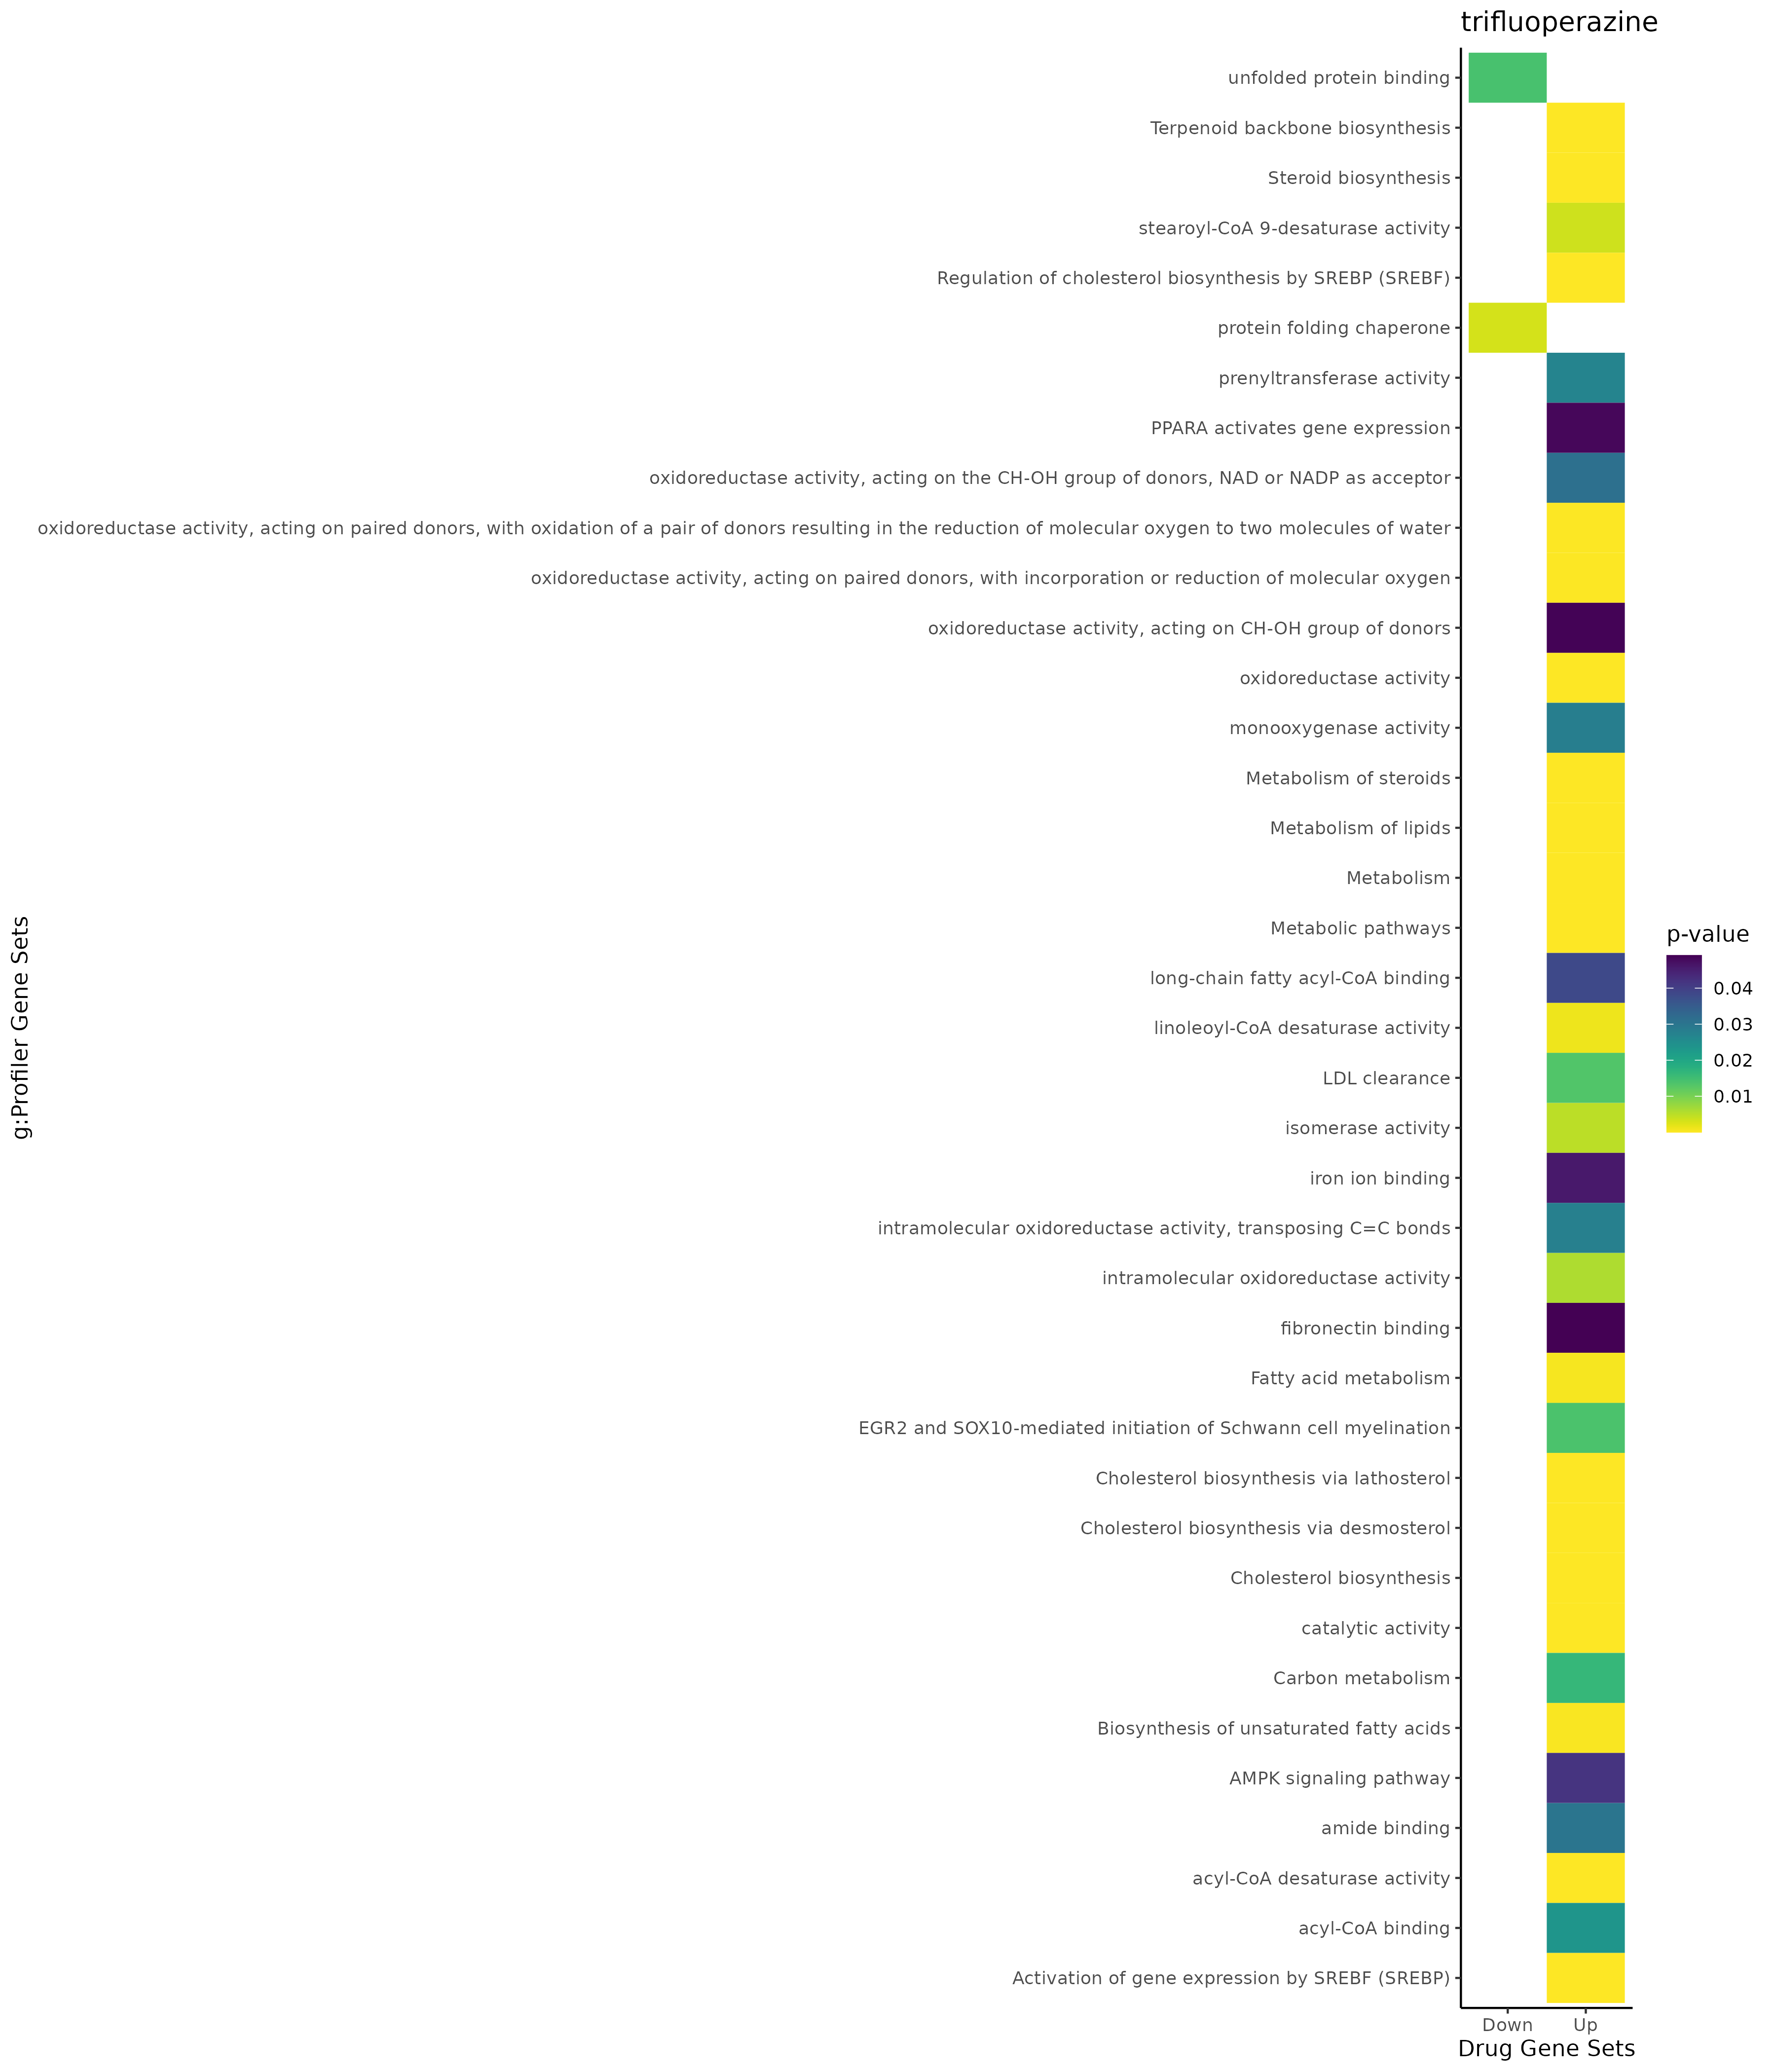 trifluoperazine
unfolded protein binding
Terpenoid backbone biosynthesis
Steroid biosynthesis
stearoyl-CoA 9-desaturase activity
Regulation of cholesterol biosynthesis by SREBP (SREBF)
protein folding chaperone
prenyltransferase activity
PPARA activates gene expression
oxidoreductase activity, acting on the CH-OH group of donors, NAD or NADP as acceptor
oxidoreductase activity, acting on paired donors, with oxidation of a pair of donors resulting in the reduction of molecular oxygen to two molecules of water
oxidoreductase activity, acting on paired donors, with incorporation or reduction of molecular oxygen
oxidoreductase activity, acting on CH-OH group of donors
oxidoreductase activity
monooxygenase activity
Metabolism of steroids
Metabolism of lipids
Metabolism
Metabolic pathways
long-chain fatty acyl-CoA binding
linoleoyl-CoA desaturase activity
LDL clearance
isomerase activity
iron ion binding
intramolecular oxidoreductase activity, transposing C=C bonds
intramolecular oxidoreductase activity
fibronectin binding
Fatty acid metabolism
EGR2 and SOX10-mediated initiation of Schwann cell myelination
Cholesterol biosynthesis via lathosterol
Cholesterol biosynthesis via desmosterol
Cholesterol biosynthesis
catalytic activity
Carbon metabolism
Biosynthesis of unsaturated fatty acids
AMPK signaling pathway
amide binding
acyl-CoA desaturase activity
acyl-CoA binding
Activation of gene expression by SREBF (SREBP)
g:Profiler Gene Sets
Down Up
Drug Gene Sets
p-value
0.04
0.03
0.02
0.01